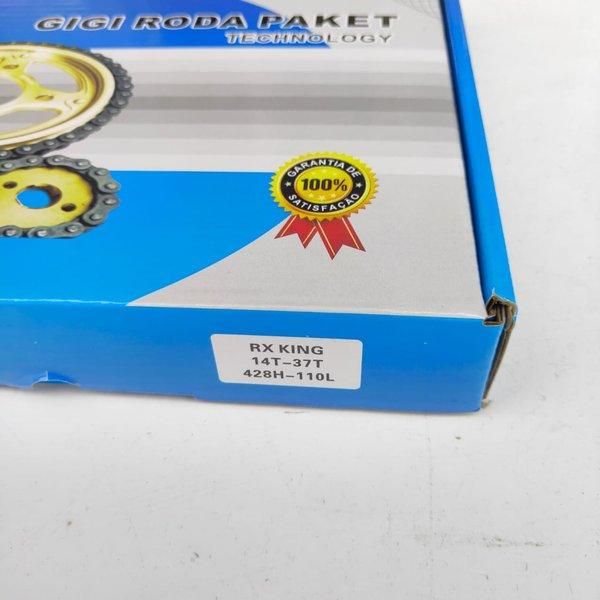 GIGI RODA PAKET
TECHNOLOGY
GARANTIA DE
100%
SATISFAÇÃO
RX KING
14T-37T
428H-110L